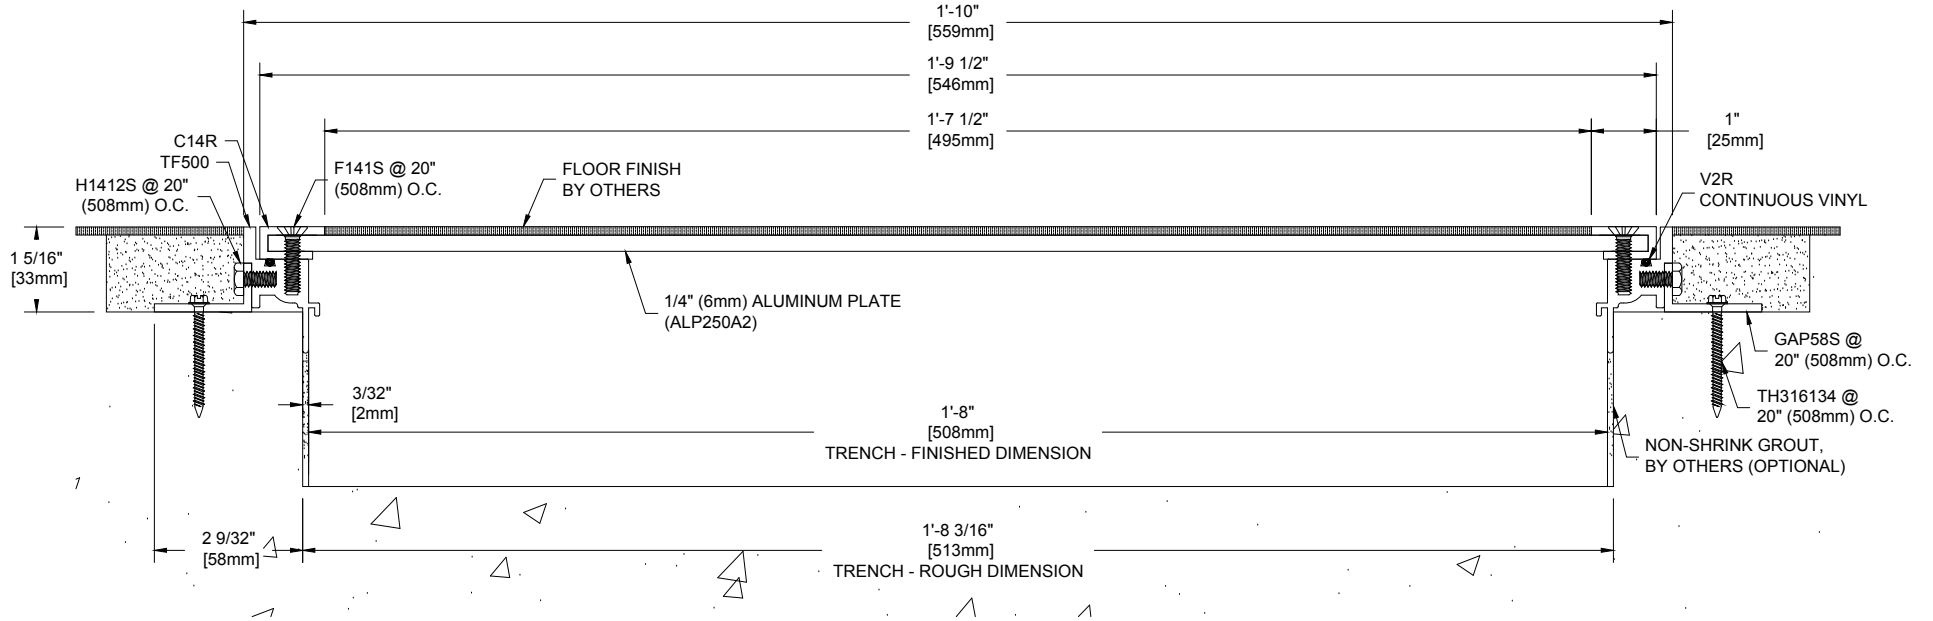 1'-10"
[559mm]
1'-9 1/2"
[546mm]
1'-7 1/2"
[495mm]
1"
[25mm]
C14R
TF500
H1412S @ 20"
(508mm) O.C.
F141S @ 20"
(508mm) O.C.
FLOOR FINISH
BY OTHERS
V2R
CONTINUOUS VINYL
1 5/16"
[33mm]
1/4" (6mm) ALUMINUM PLATE
(ALP250A2)
GAP58S @
20" (508mm) O.C.
TH316134 @
20" (508mm) O.C.
3/32"
[2mm]
1'-8"
[508mm]
TRENCH - FINISHED DIMENSION
NON-SHRINK GROUT,
BY OTHERS (OPTIONAL)
1
2 9/32"
[58mm]
1'-8 3/16"
[513mm]
TRENCH - ROUGH DIMENSION